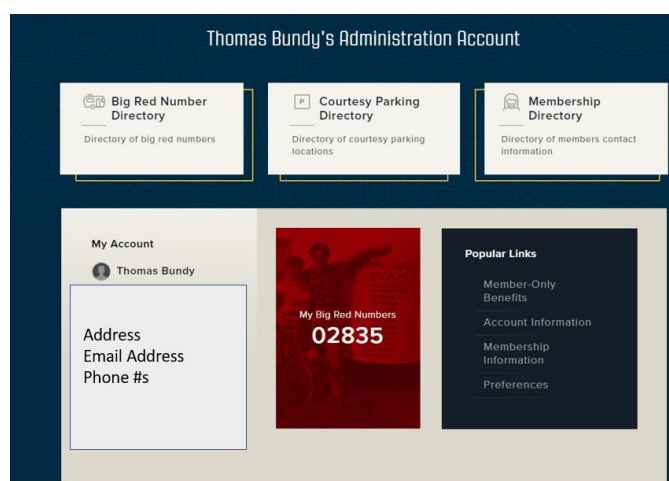 Thomas Bundy's Administration Account
Big Red Number
Directory
Directory of big red numbers
P
Courtesy Parking
Directory
Directory of courtesy parking
locations
Membership
Directory
Directory of members contact
information
My Account
Thomas Bundy
Address
Email Address
Phone #s
My Big Red Numbers
02835
Popular Links
Member-Only
Benefits
Account Information
Membership
Information
Preferences